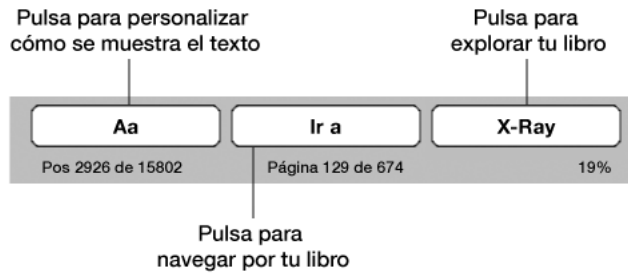 Pulsa para personalizar
cómo se muestra el texto
Pulsa para
explorar tu libro
Aa
Ir a
X-Ray
Pos 2926 de 15802
Página 129 de 674
19%
Pulsa para
navegar por tu libro